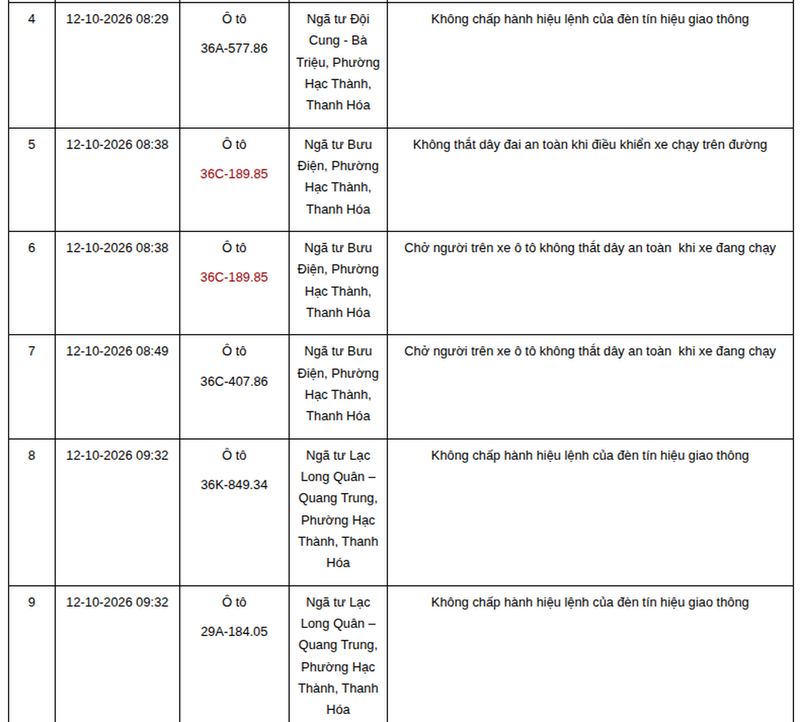 4
12-10-2026 08:29
Ô tô
36A-577.86
Ngã tư Đội
Cung - Bà
Triệu, Phường
Hạc Thành,
Thanh Hóa
Không chấp hành hiệu lệnh của đèn tín hiệu giao thông
5
12-10-2026 08:38
Ô tô
36C-189.85
Ngã tư Bưu
Điện, Phường
Hạc Thành,
Thanh Hóa
Không thắt dây đai an toàn khi điều khiển xe chạy trên đường
6
12-10-2026 08:38
Ô tô
36C-189.85
Ngã tư Bưu
Điện, Phường
Hạc Thành,
Thanh Hóa
Chở người trên xe ô tô không thắt dây an toàn  khi xe đang chạy
7
12-10-2026 08:49
Ô tô
36C-407.86
Ngã tư Bưu
Điện, Phường
Hạc Thành,
Thanh Hóa
Chở người trên xe ô tô không thắt dây an toàn  khi xe đang chạy
8
12-10-2026 09:32
Ô tô
36K-849.34
Ngã tư Lạc
Long Quân –
Quang Trung,
Phường Hạc
Thành, Thanh
Hóa
Không chấp hành hiệu lệnh của đèn tín hiệu giao thông
9
12-10-2026 09:32
Ô tô
29A-184.05
Ngã tư Lạc
Long Quân –
Quang Trung,
Phường Hạc
Thành, Thanh
Hóa
Không chấp hành hiệu lệnh của đèn tín hiệu giao thông